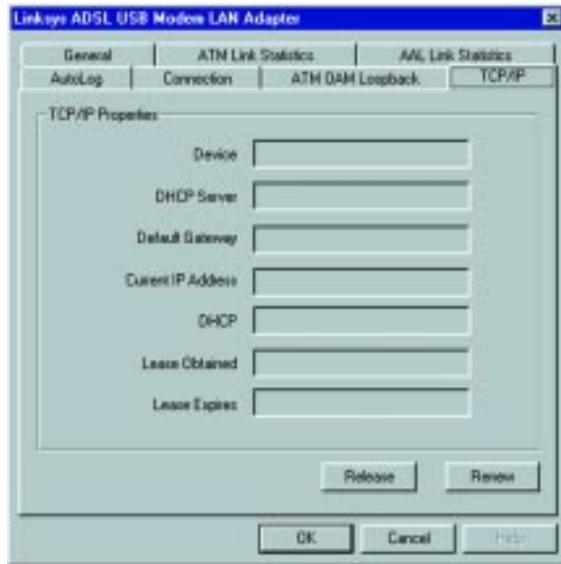 Linksys ADSL USB Modem LAN Adapter
General ATM Link Statistics AAL Link Statistics
AutoLog Connection ATM OAM Loopback TCP/IP
TCP/IP Properties
Device
DHCP Server
Default Gateway
Current IP Address
DHCP
Lease Obtained
Lease Expires
Release Renew
OK Cancel Help